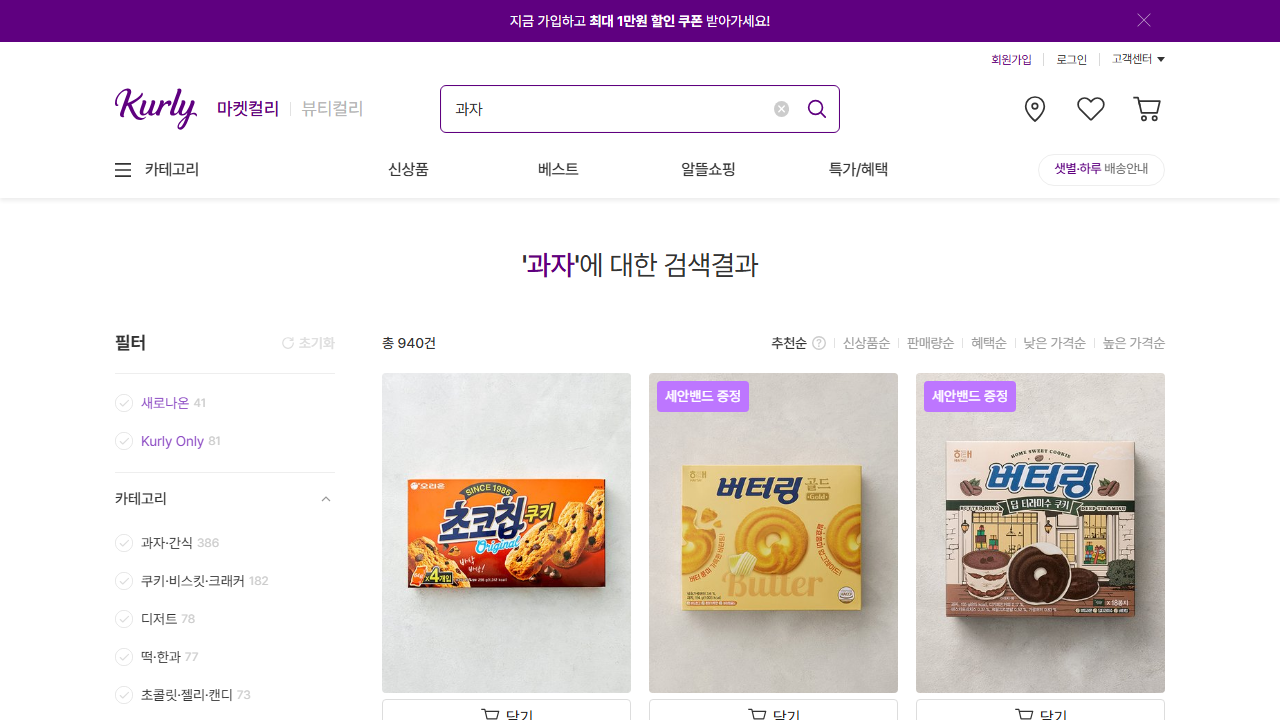 지금 가입하고 최대 1만원 할인 쿠폰 받아가세요!
회원가입 로그인 고객센터
Kurly 마켓컬리 뷰티컬리
과자
카테고리 신상품 베스트 알뜰쇼핑 특가/혜택 샛별·하루 배송안내
'과자'에 대한 검색결과
필터 초기화
총 940건 추천순 신상품순 판매량순 혜택순 낮은 가격순 높은 가격순
새로나온 41
Kurly Only 81
카테고리
과자·간식 386
쿠키·비스킷·크래커 182
디저트 78
떡·한과 77
초콜릿·젤리·캔디 73
오리온
SINCE 1986
초코칩 쿠키
Original
x4개입
담기
세안밴드 증정
해태
버터링 골드
Gold
Butter
담기
세안밴드 증정
해태
HOME SWEET COOKIE
버터링
딥 티라미수 쿠키
BUTTER RING DEEP TIRAMISU
담기